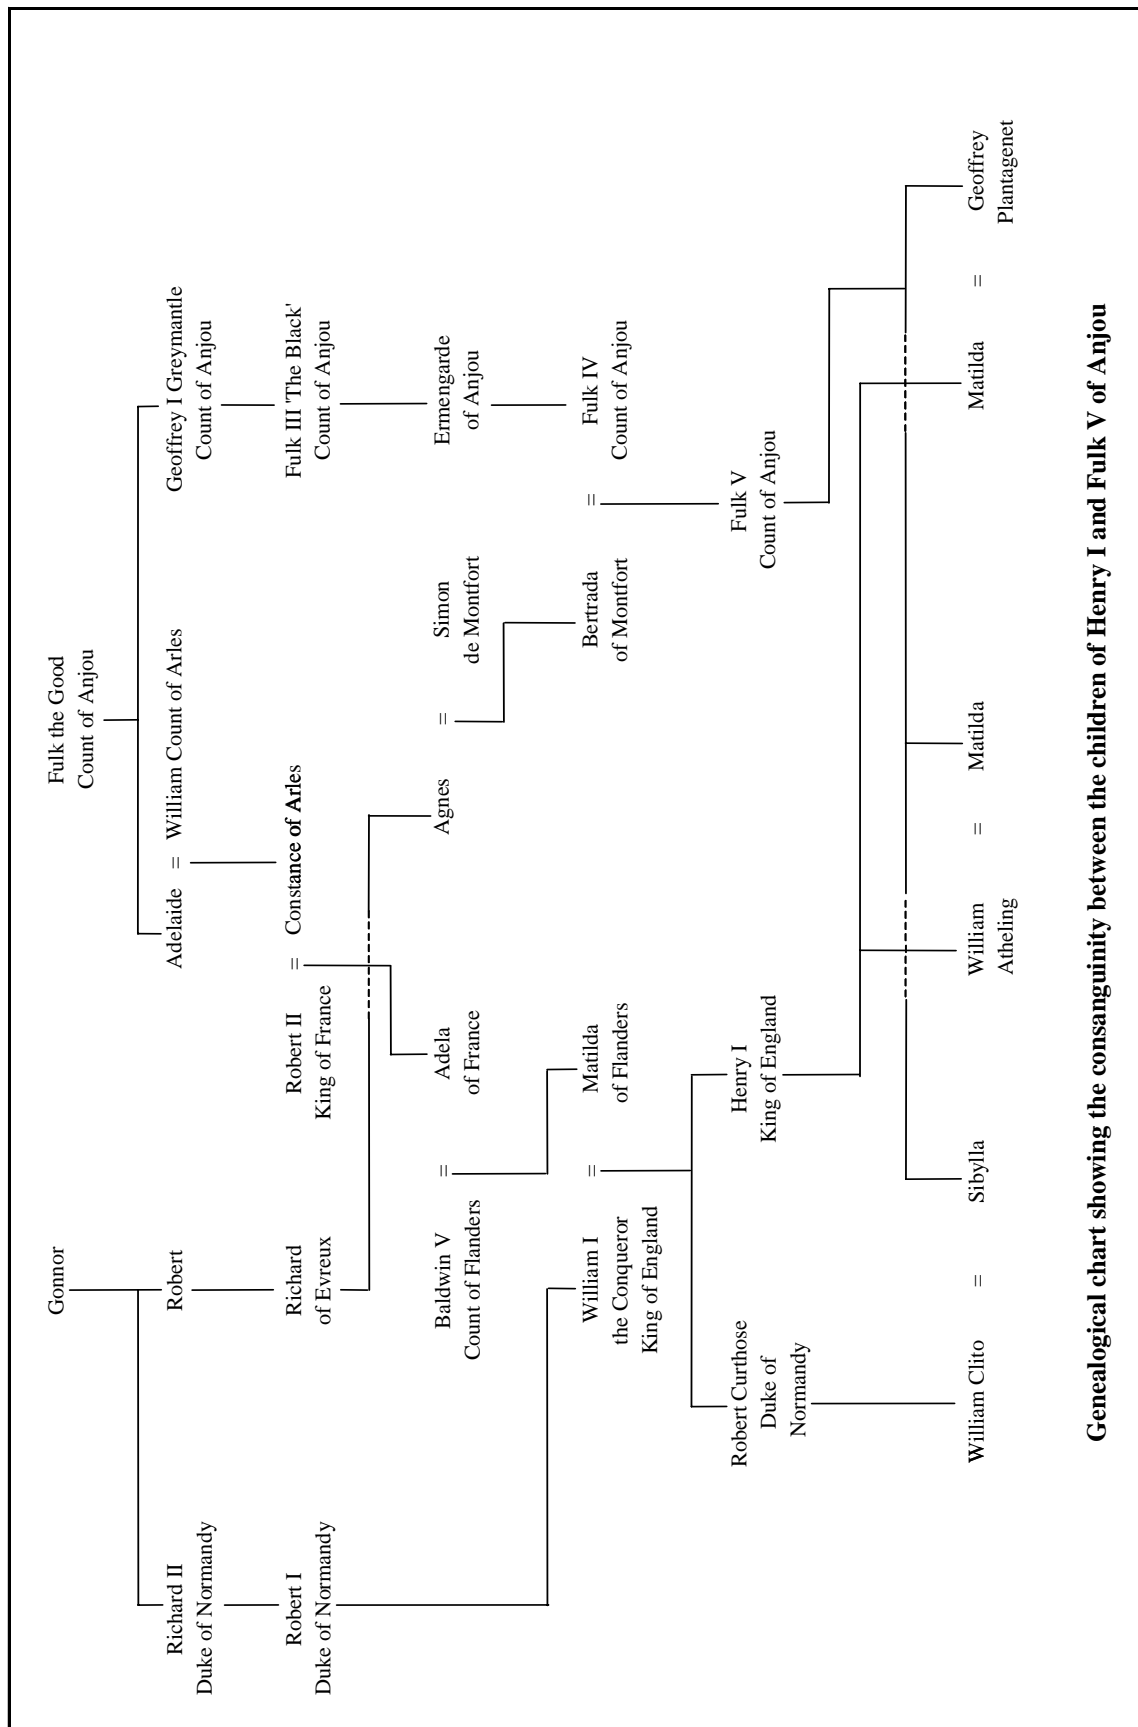 Gonnor
Fulk the Good
Count of Anjou
Richard II
Duke of Normandy
Robert
Adelaide
=
William Count of Arles
Geoffrey I Greymantle
Count of Anjou
Robert I
Duke of Normandy
Richard
of Evreux
Robert II
King of France
=
Constance of Arles
Fulk III 'The Black'
Count of Anjou
Baldwin V
Count of Flanders
=
Adela
of France
Agnes
=
Simon
de Montfort
Ermengarde
of Anjou
William I
the Conqueror
King of England
=
Matilda
of Flanders
Bertrada
of Montfort
=
Fulk IV
Count of Anjou
Robert Curthose
Duke of
Normandy
Henry I
King of England
Fulk V
Count of Anjou
William Clito
=
Sibylla
William
Atheling
=
Matilda
Matilda
=
Geoffrey
Plantagenet
Genealogical chart showing the consanguinity between the children of Henry I and Fulk V of Anjou